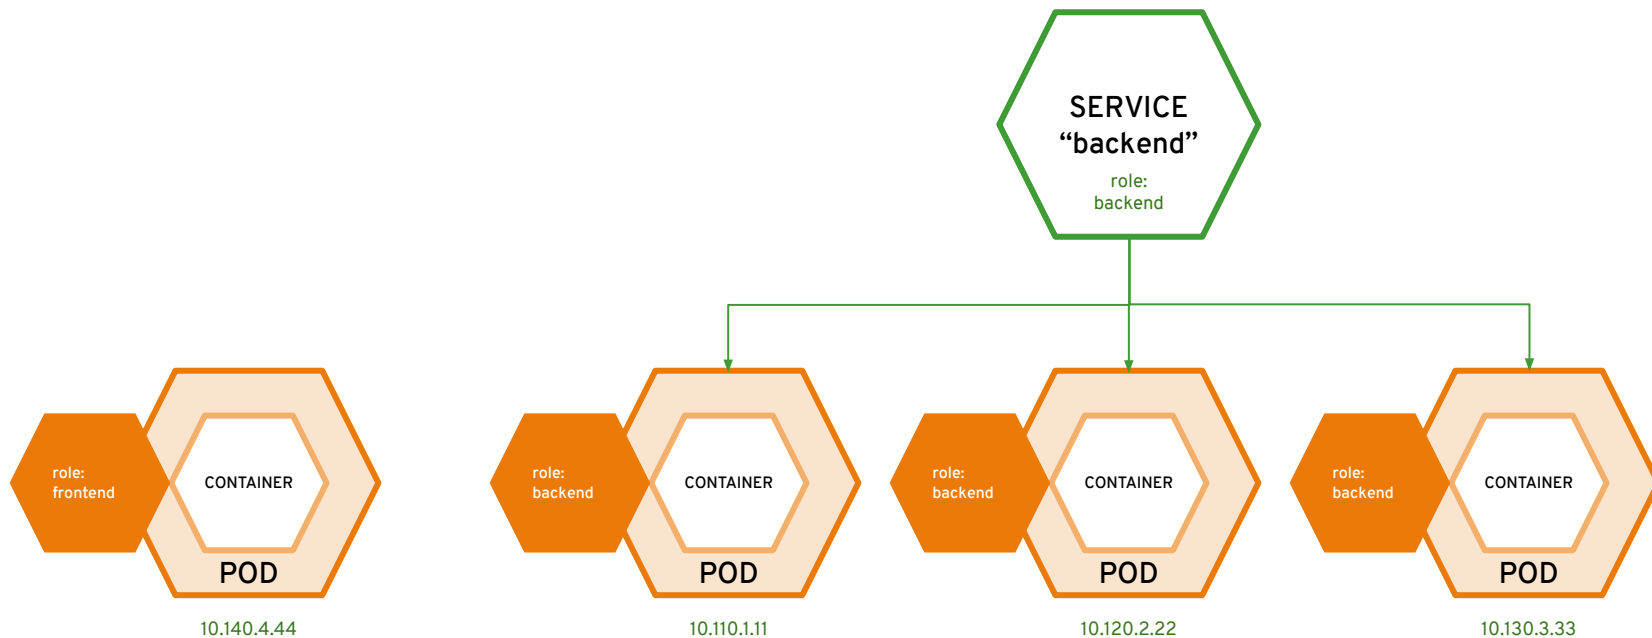 SERVICE
“backend”
role:
backend
role:
frontend
CONTAINER
POD
10.140.4.44
role:
backend
CONTAINER
POD
10.110.1.11
role:
backend
CONTAINER
POD
10.120.2.22
role:
backend
CONTAINER
POD
10.130.3.33